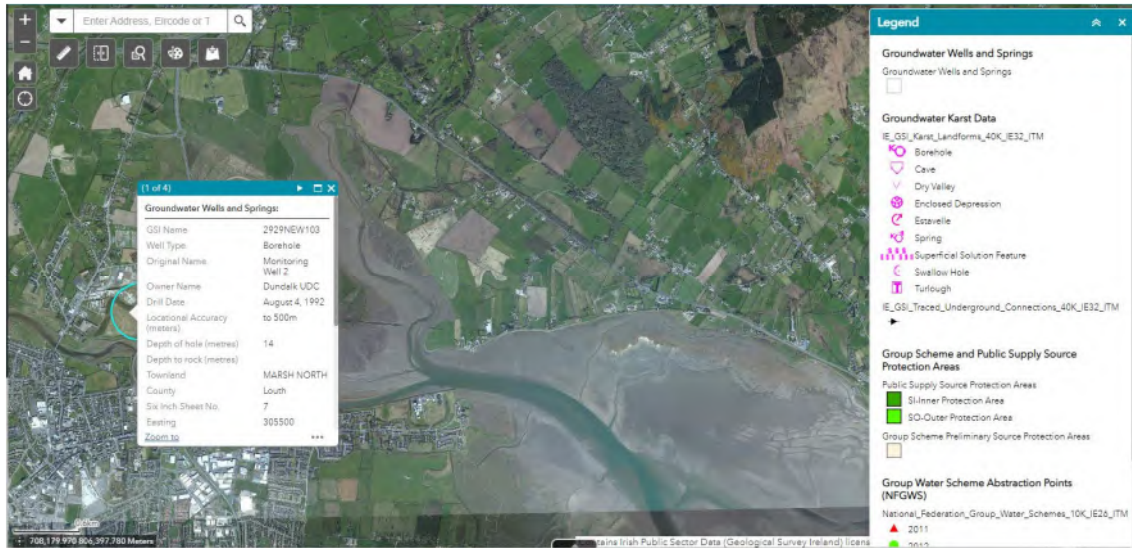 +
Enter Address, Eircode or T
−
(1 of 4)
Groundwater Wells and Springs:
GSI Name 2929NEW103
Well Type Borehole
Original Name Monitoring
Well 2
Owner Name Dundalk UDC
Drill Date August 4, 1992
Locational Accuracy to 500m
(meters)
Depth of hole (metres) 14
Depth to rock (metres)
Townland MARSH NORTH
County Louth
Six Inch Sheet No. 7
Easting 305500
Zoom to •••
708,179.970 806,397.780 Meters
ntains Irish Public Sector Data (Geological Survey Ireland) licens
Legend
Groundwater Wells and Springs
Groundwater Wells and Springs
Groundwater Karst Data
IE_GSI_Karst_Landforms_40K_IE32_ITM
Borehole
Cave
Dry Valley
Enclosed Depression
Estavelle
Spring
Superficial Solution Feature
Swallow Hole
Turlough
IE_GSI_Traced_Underground_Connections_40K_IE32_ITM
Group Scheme and Public Supply Source
Protection Areas
Public Supply Source Protection Areas
SI-Inner Protection Area
SO-Outer Protection Area
Group Scheme Preliminary Source Protection Areas
Group Water Scheme Abstraction Points
(NFGWS)
National_Federation_Group_Water_Schemes_10K_IE26_ITM
2011
2012